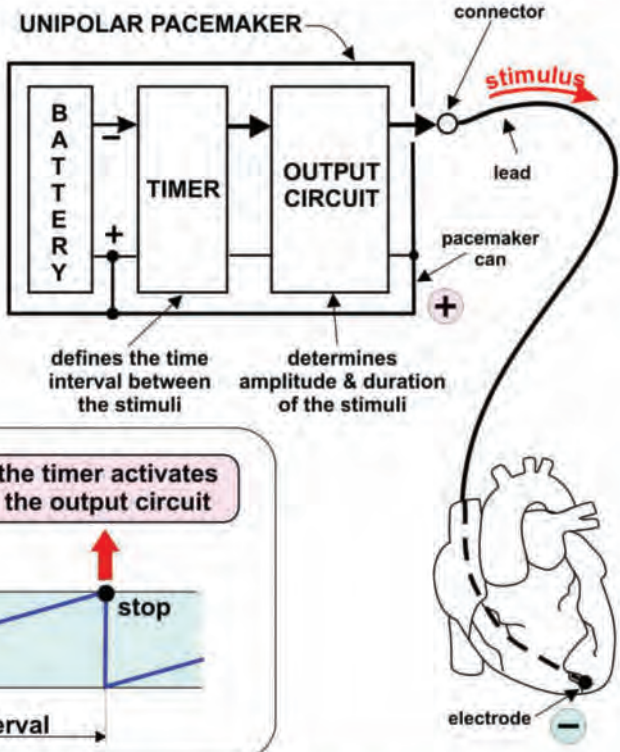 UNIPOLAR PACEMAKER
connector
stimulus
BATTERY
−
+
TIMER
OUTPUT
CIRCUIT
lead
pacemaker
can
+
defines the time
interval between
the stimuli
determines
amplitude & duration
of the stimuli
the timer activates
the output circuit
stop
electrode
−